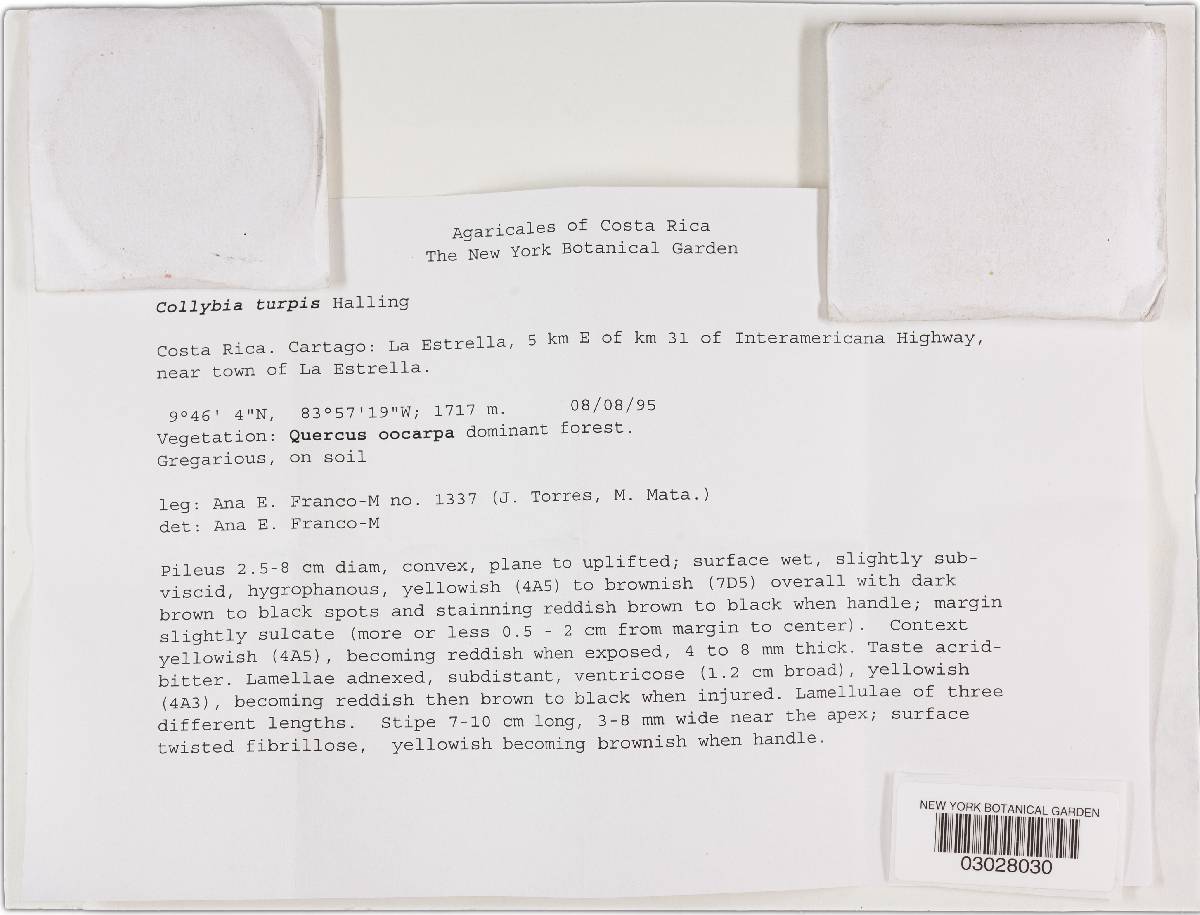 Agaricales of Costa Rica
The New York Botanical Garden
Collybia turpis Halling
Costa Rica. Cartago: La Estrella, 5 km E of km 31 of Interamericana Highway,
near town of La Estrella.
9°46' 4"N, 83°57'19"W; 1717 m. 08/08/95
Vegetation: Quercus oocarpa dominant forest.
Gregarious, on soil
leg: Ana E. Franco-M no. 1337 (J. Torres, M. Mata.)
det: Ana E. Franco-M
Pileus 2.5-8 cm diam, convex, plane to uplifted; surface wet, slightly sub-
viscid, hygrophanous, yellowish (4A5) to brownish (7D5) overall with dark
brown to black spots and stainning reddish brown to black when handle; margin
slightly sulcate (more or less 0.5 - 2 cm from margin to center). Context
yellowish (4A5), becoming reddish when exposed, 4 to 8 mm thick. Taste acrid-
bitter. Lamellae adnexed, subdistant, ventricose (1.2 cm broad), yellowish
(4A3), becoming reddish then brown to black when injured. Lamellulae of three
different lengths. Stipe 7-10 cm long, 3-8 mm wide near the apex; surface
twisted fibrillose, yellowish becoming brownish when handle.
NEW YORK BOTANICAL GARDEN
03028030